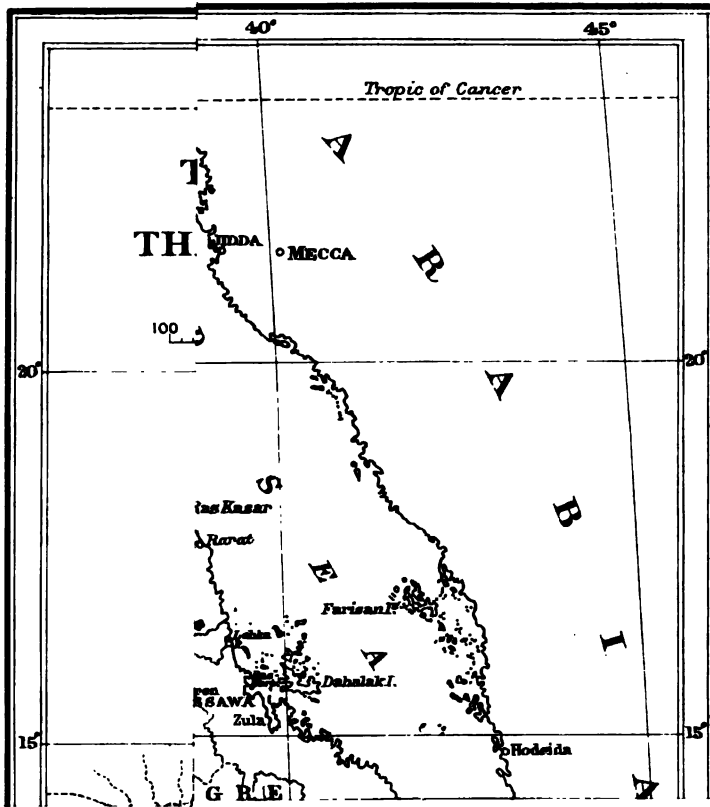 40° 45°
Tropic of Cancer
A
T
JIDDA
TH
MECCA
R
100
20° 20°
A
S
Ras Kasar
B
Rarat
E
Farisan I.
I
A
Dahalak I.
SAWA
Zula
15° 15°
Hodeida
G R E
A